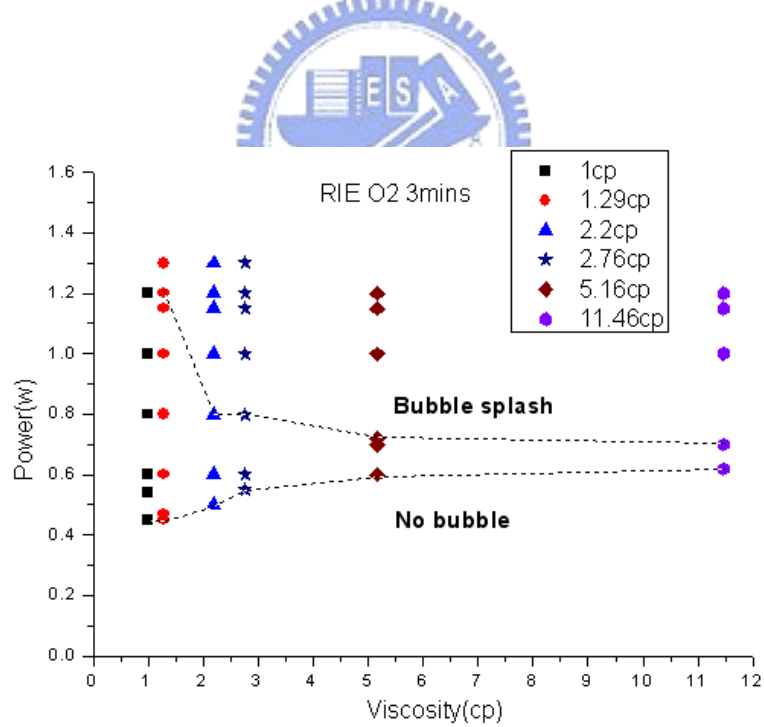 E S A
1.6
1.4
1.2
1.0
0.8
0.6
0.4
0.2
0.0
Power(w)
RIE O2 3mins
1cp
1.29cp
2.2cp
2.76cp
5.16cp
11.46cp
Bubble splash
No bubble
0 1 2 3 4 5 6 7 8 9 10 11 12
Viscosity(cp)